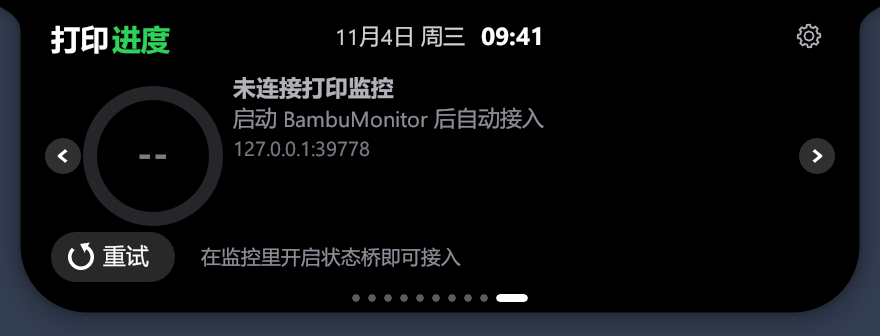 打印进度 11月4日 周三 09:41
未连接打印监控
启动 BambuMonitor 后自动接入
127.0.0.1:39778
--
重试 在监控里开启状态桥即可接入